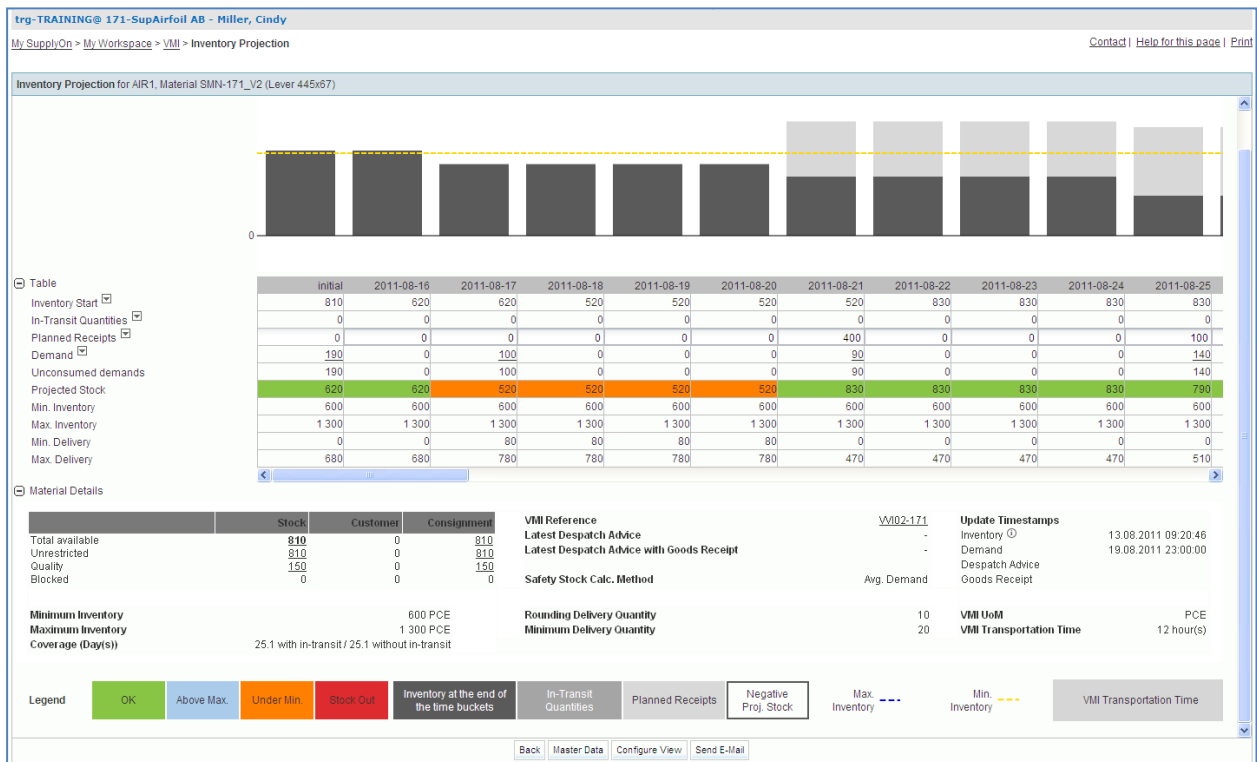 trg-TRAINING@ 171-SupAirfoil AB - Miller, Cindy
My SupplyOn > My Workspace > VMI > Inventory Projection Contact | Help for this page | Print
Inventory Projection for AIR1, Material SMN-171_V2 (Lever 445x67)
0
Table initial 2011-08-16 2011-08-17 2011-08-18 2011-08-19 2011-08-20 2011-08-21 2011-08-22 2011-08-23 2011-08-24 2011-08-25
Inventory Start 810 620 620 520 520 520 520 830 830 830 830
In-Transit Quantities 0 0 0 0 0 0 0 0 0 0 0
Planned Receipts 0 0 0 0 0 0 400 0 0 0 100
Demand 190 0 100 0 0 0 90 0 0 0 140
Unconsumed demands 190 0 100 0 0 0 90 0 0 0 140
Projected Stock 620 620 520 520 520 520 830 830 830 830 790
Min. Inventory 600 600 600 600 600 600 600 600 600 600 600
Max. Inventory 1 300 1 300 1 300 1 300 1 300 1 300 1 300 1 300 1 300 1 300 1 300
Min. Delivery 0 0 80 80 80 80 0 0 0 0 0
Max. Delivery 680 680 780 780 780 780 470 470 470 470 510
Material Details
Stock Customer Consignment VMI Reference VVI02-171 Update Timestamps
Total available 810 0 810 Latest Despatch Advice - Inventory 13.08.2011 09:20:46
Unrestricted 810 0 810 Latest Despatch Advice with Goods Receipt - Demand 19.08.2011 23:00:00
Quality 150 0 150 Despatch Advice
Blocked 0 0 0 Safety Stock Calc. Method Avg. Demand Goods Receipt
Minimum Inventory 600 PCE Rounding Delivery Quantity 10 VMI UoM PCE
Maximum Inventory 1 300 PCE Minimum Delivery Quantity 20 VMI Transportation Time 12 hour(s)
Coverage (Day(s)) 25.1 with in-transit / 25.1 without in-transit
Legend OK Above Max. Under Min. Stock Out Inventory at the end of the time buckets In-Transit Quantities Planned Receipts Negative Proj. Stock Max. Inventory Min. Inventory VMI Transportation Time
Back Master Data Configure View Send E-Mail